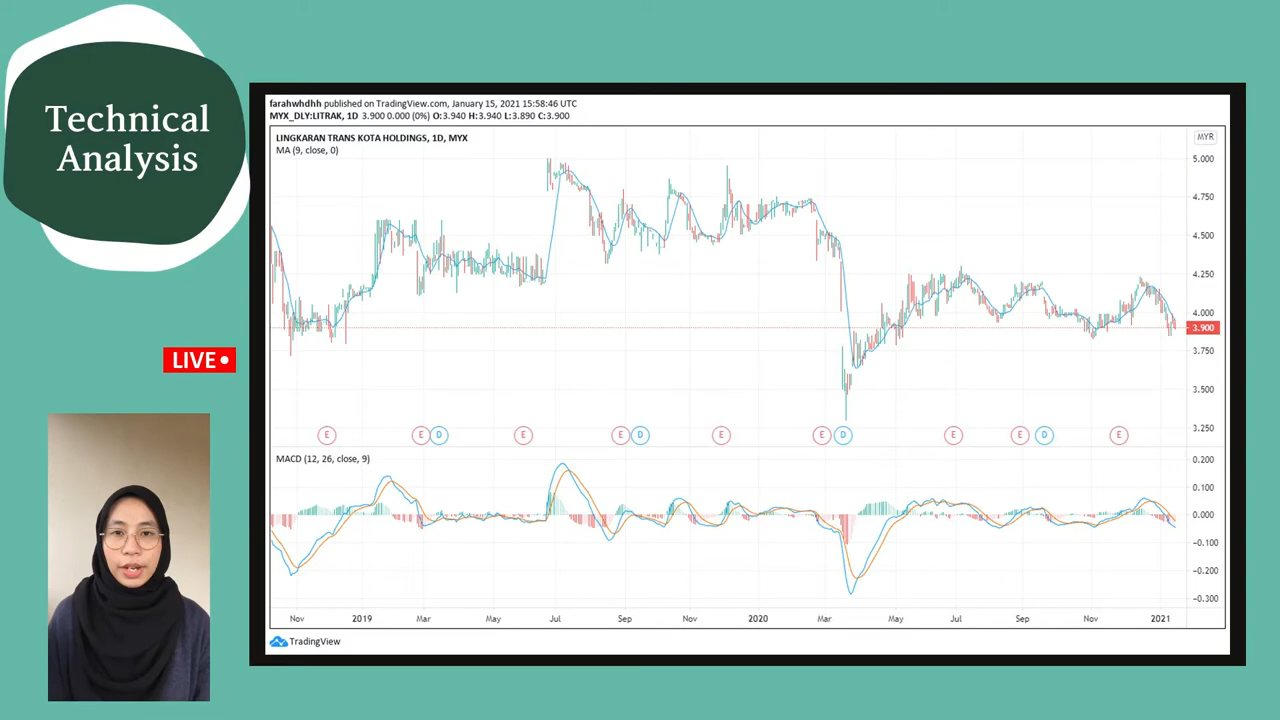 Technical
Analysis
LIVE
farahwhdhh published on TradingView.com, January 15, 2021 15:58:46 UTC
MYX_DLY:LITRAK, 1D 3.900 0.000 (0%) O:3.940 H:3.940 L:3.890 C:3.900
LINGKARAN TRANS KOTA HOLDINGS, 1D, MYX
MA (9, close, 0)
MYR
5.000
4.750
4.500
4.250
4.000
3.900
3.750
3.500
3.250
E E D E E D E E D E E D E
MACD (12, 26, close, 9)
0.200
0.100
0.000
−0.100
−0.200
−0.300
Nov 2019 Mar May Jul Sep Nov 2020 Mar May Jul Sep Nov 2021
TradingView